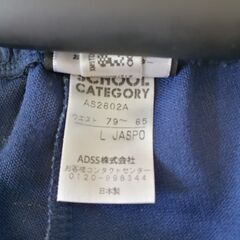 SCHOOL
CATEGORY
AS2602A
ウエスト 79～85
L JASPO
ADSS株式会社
お客様コンタクトセンター
0120-998344
日本製